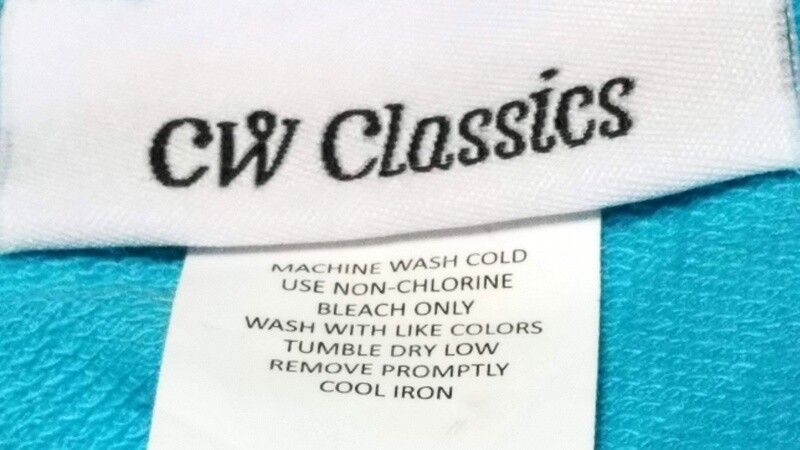 CW Classics
MACHINE WASH COLD
USE NON-CHLORINE
BLEACH ONLY
WASH WITH LIKE COLORS
TUMBLE DRY LOW
REMOVE PROMPTLY
COOL IRON